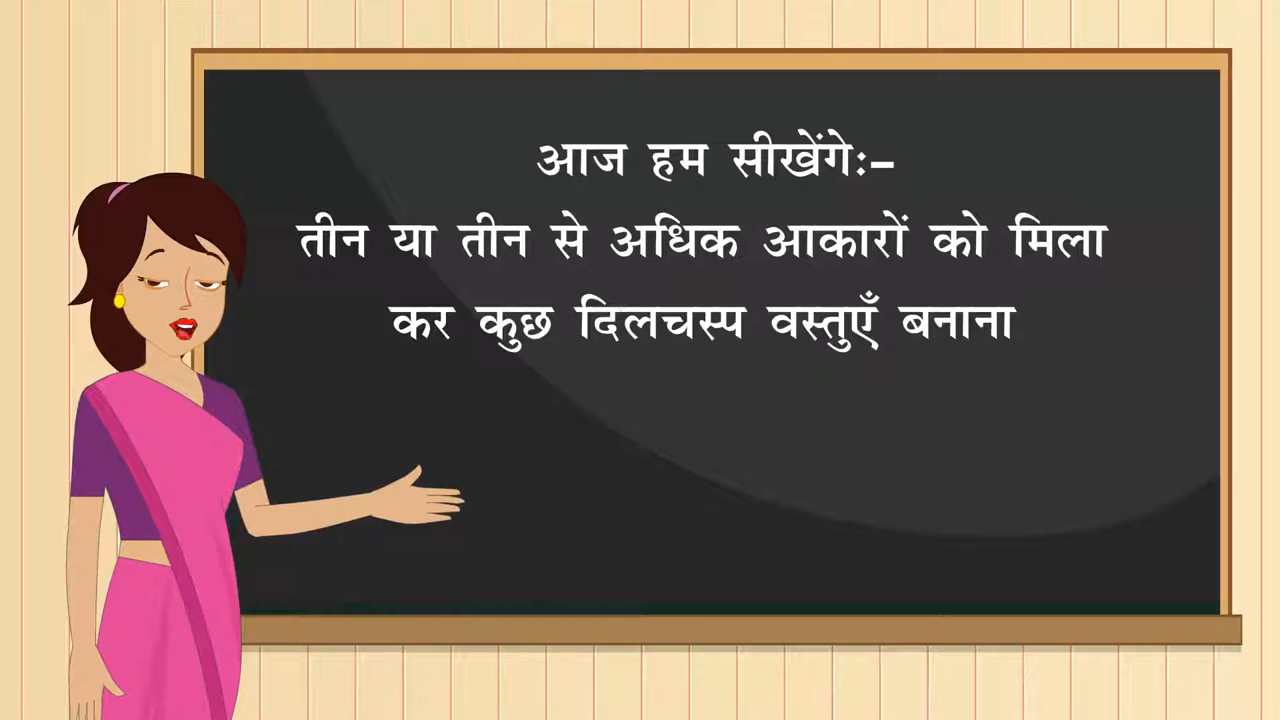 आज हम सीखेंगे:–
तीन या तीन से अधिक आकारों को मिला
कर कुछ दिलचस्प वस्तुएँ बनाना